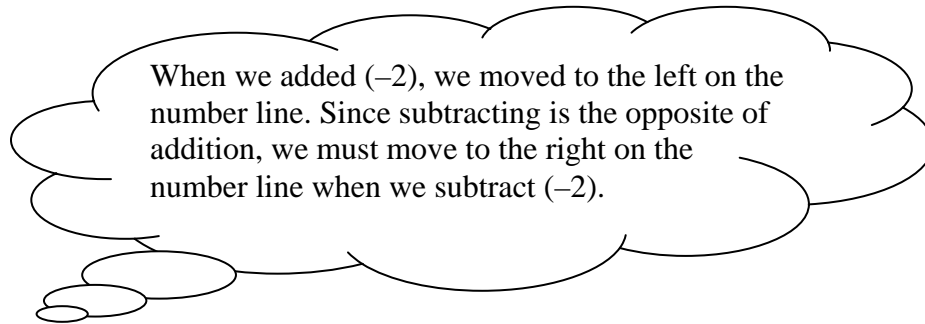 When we added (–2), we moved to the left on the
number line. Since subtracting is the opposite of
addition, we must move to the right on the
number line when we subtract (–2).